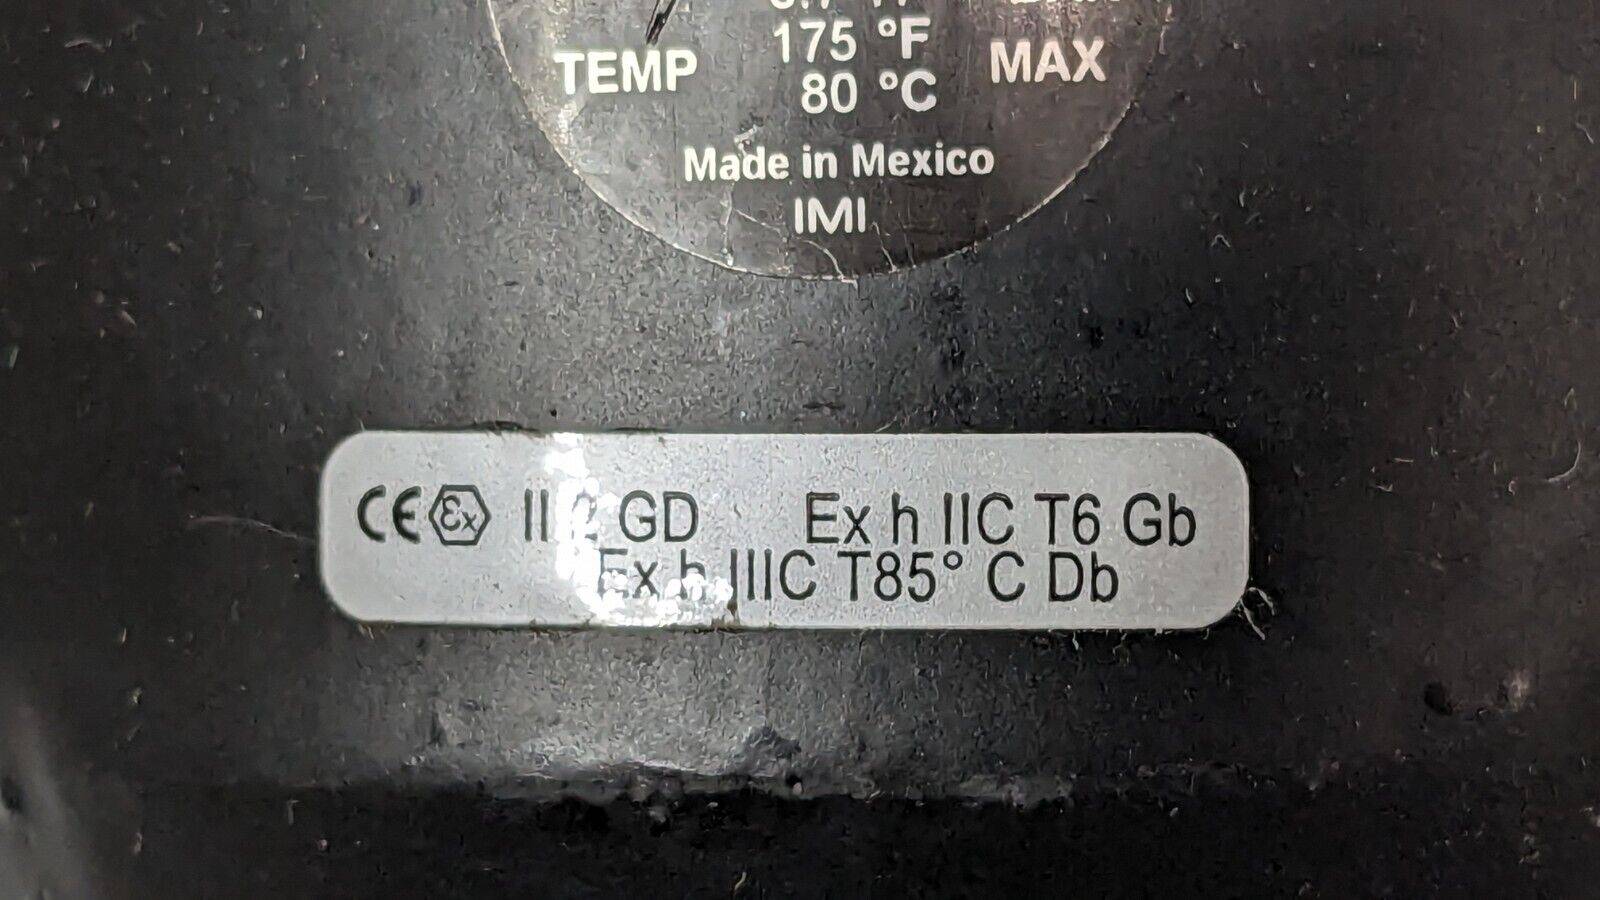 175 °F
TEMP MAX
80 °C
Made in Mexico
IMI
CE Ex II 2 GD Ex h IIC T6 Gb
Ex h IIIC T85° C Db